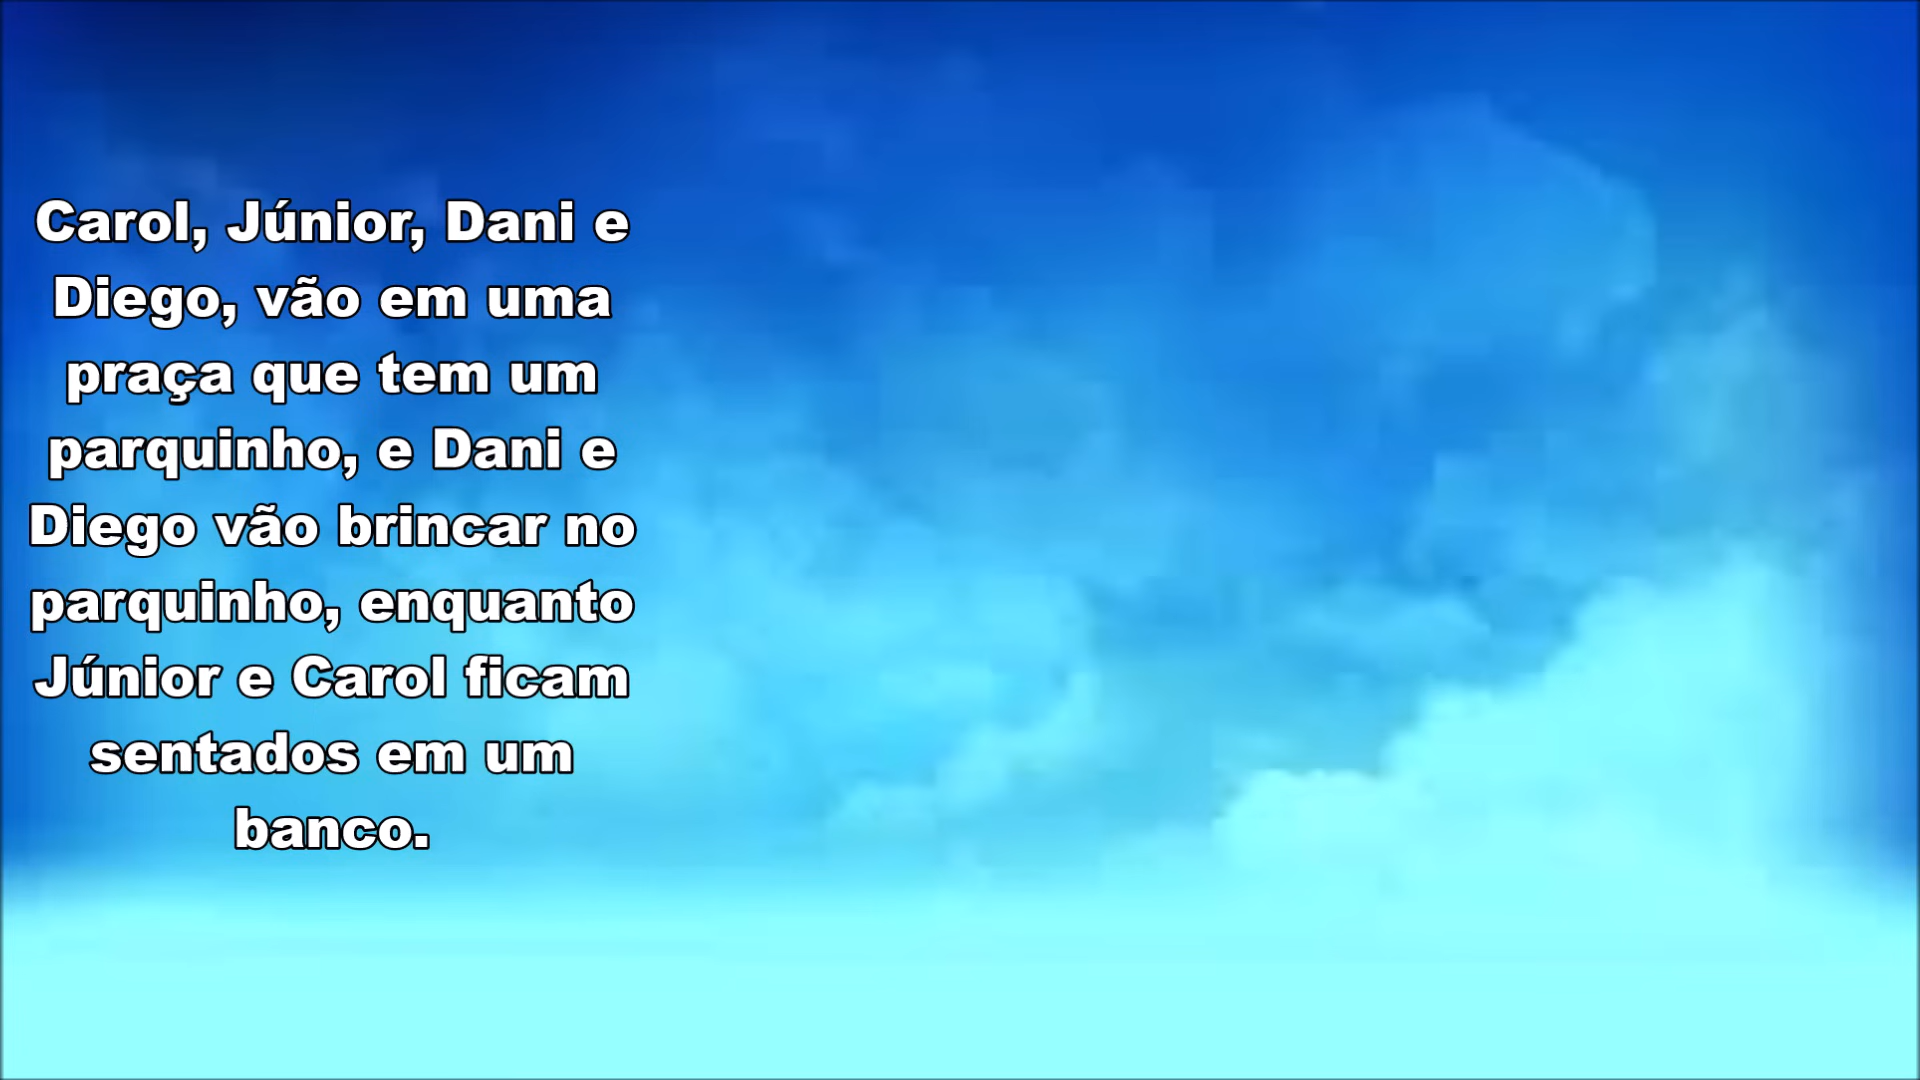 Carol, Júnior, Dani e
Diego, vão em uma
praça que tem um
parquinho, e Dani e
Diego vão brincar no
parquinho, enquanto
Júnior e Carol ficam
sentados em um
banco.